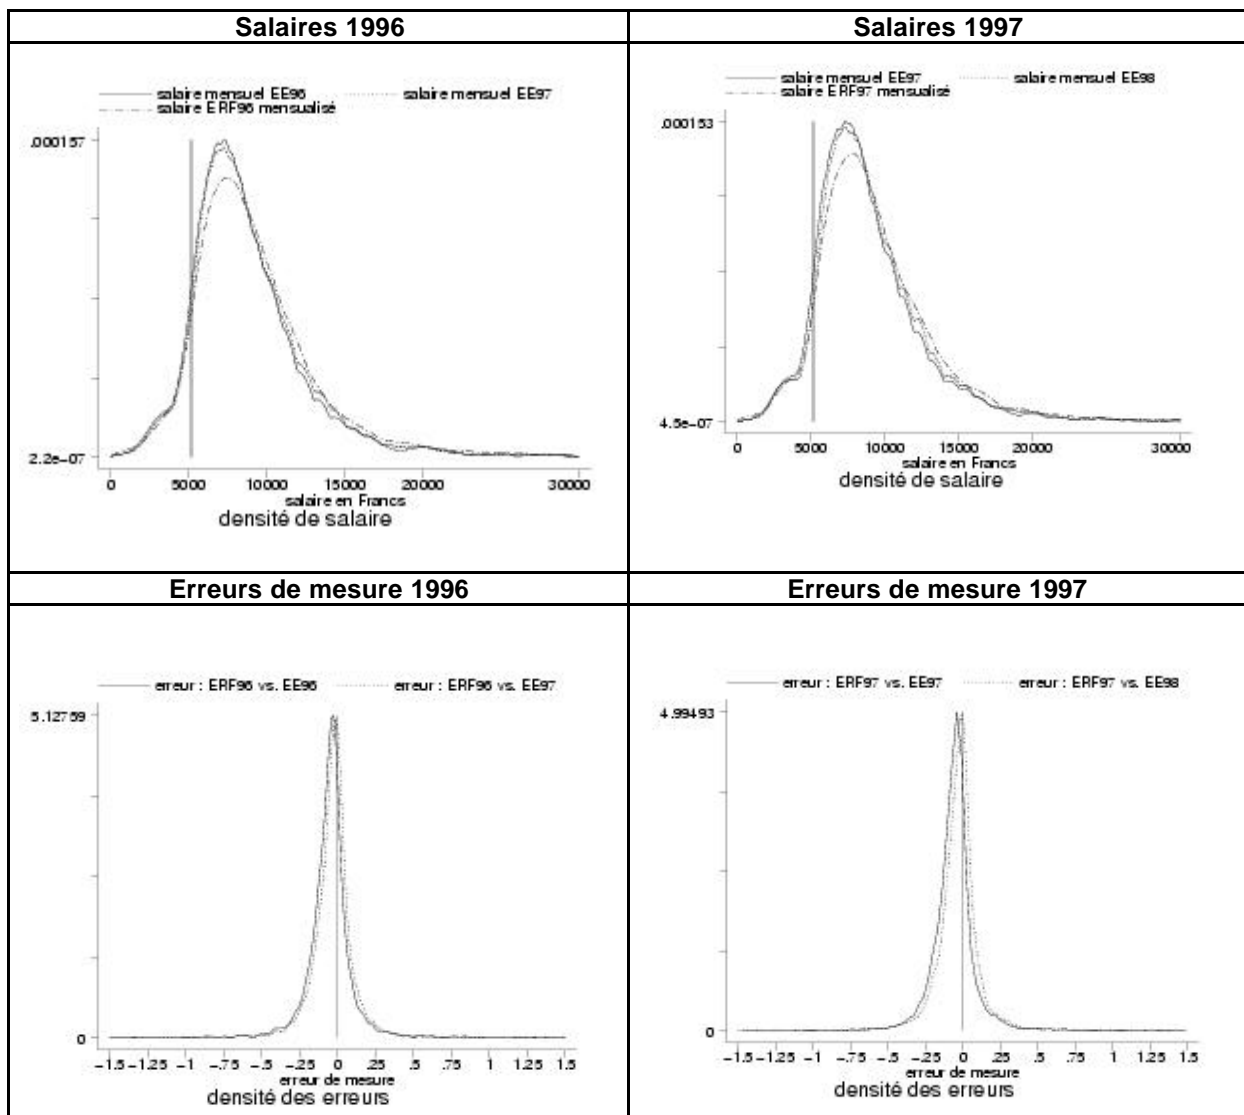 Salaires 1996
Salaires 1997
salaire mensuel EE96
salaire mensuel EE97
salaire ERF96 mensualisé
.000157
2.2e-07
0 5000 10000 15000 20000 30000
salaire en Francs
densité de salaire
salaire mensuel EE97
salaire mensuel EE98
salaire ERF97 mensualisé
.000153
4.5e-07
0 5000 10000 15000 20000 30000
salaire en Francs
densité de salaire
Erreurs de mesure 1996
Erreurs de mesure 1997
erreur : ERF96 vs. EE96
erreur : ERF96 vs. EE97
5.12759
0
-1.5 -1.25 -1 -.75 -.5 -.25 0 .25 .5 .75 1 1.25 1.5
erreur de mesure
densité des erreurs
erreur : ERF97 vs. EE97
erreur : ERF97 vs. EE98
4.99493
0
-1.5 -1.25 -1 -.75 -.5 -.25 0 .25 .5 .75 1 1.25 1.5
erreur de mesure
densité des erreurs